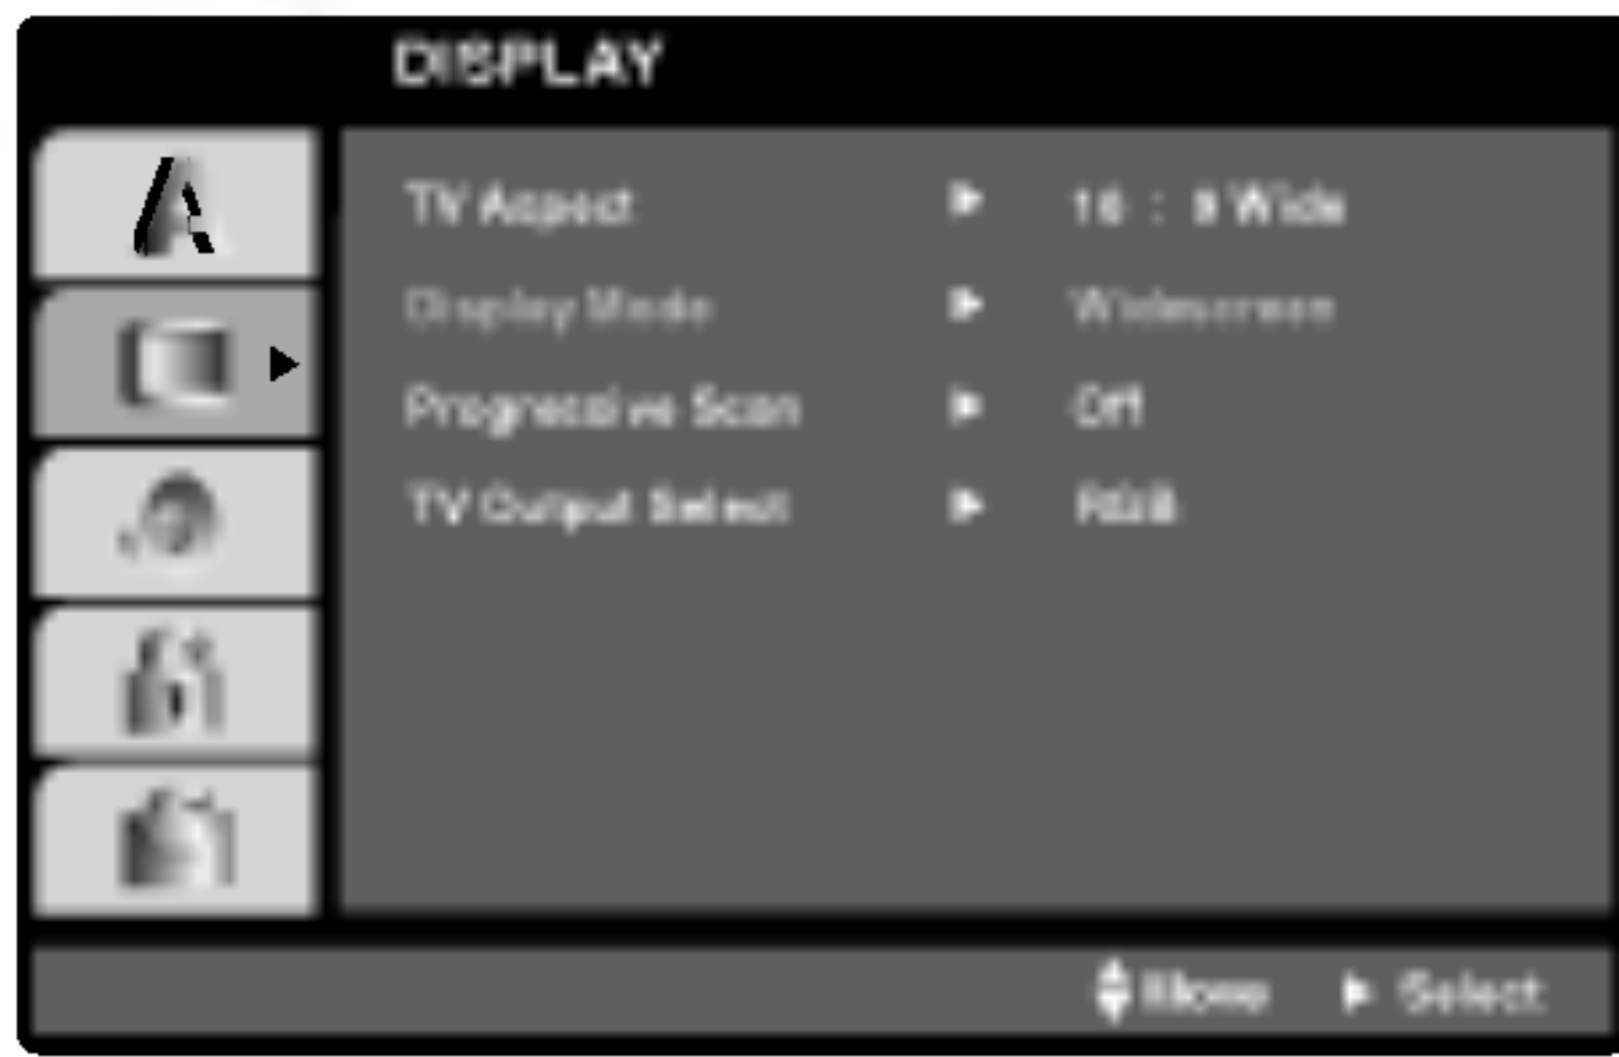 DISPLAY
A
TV Aspect ► 16 : 9 Wide
Display Mode ► Widescreen
Progressive Scan ► Off
TV Output Select ► RGB
Move ► Select